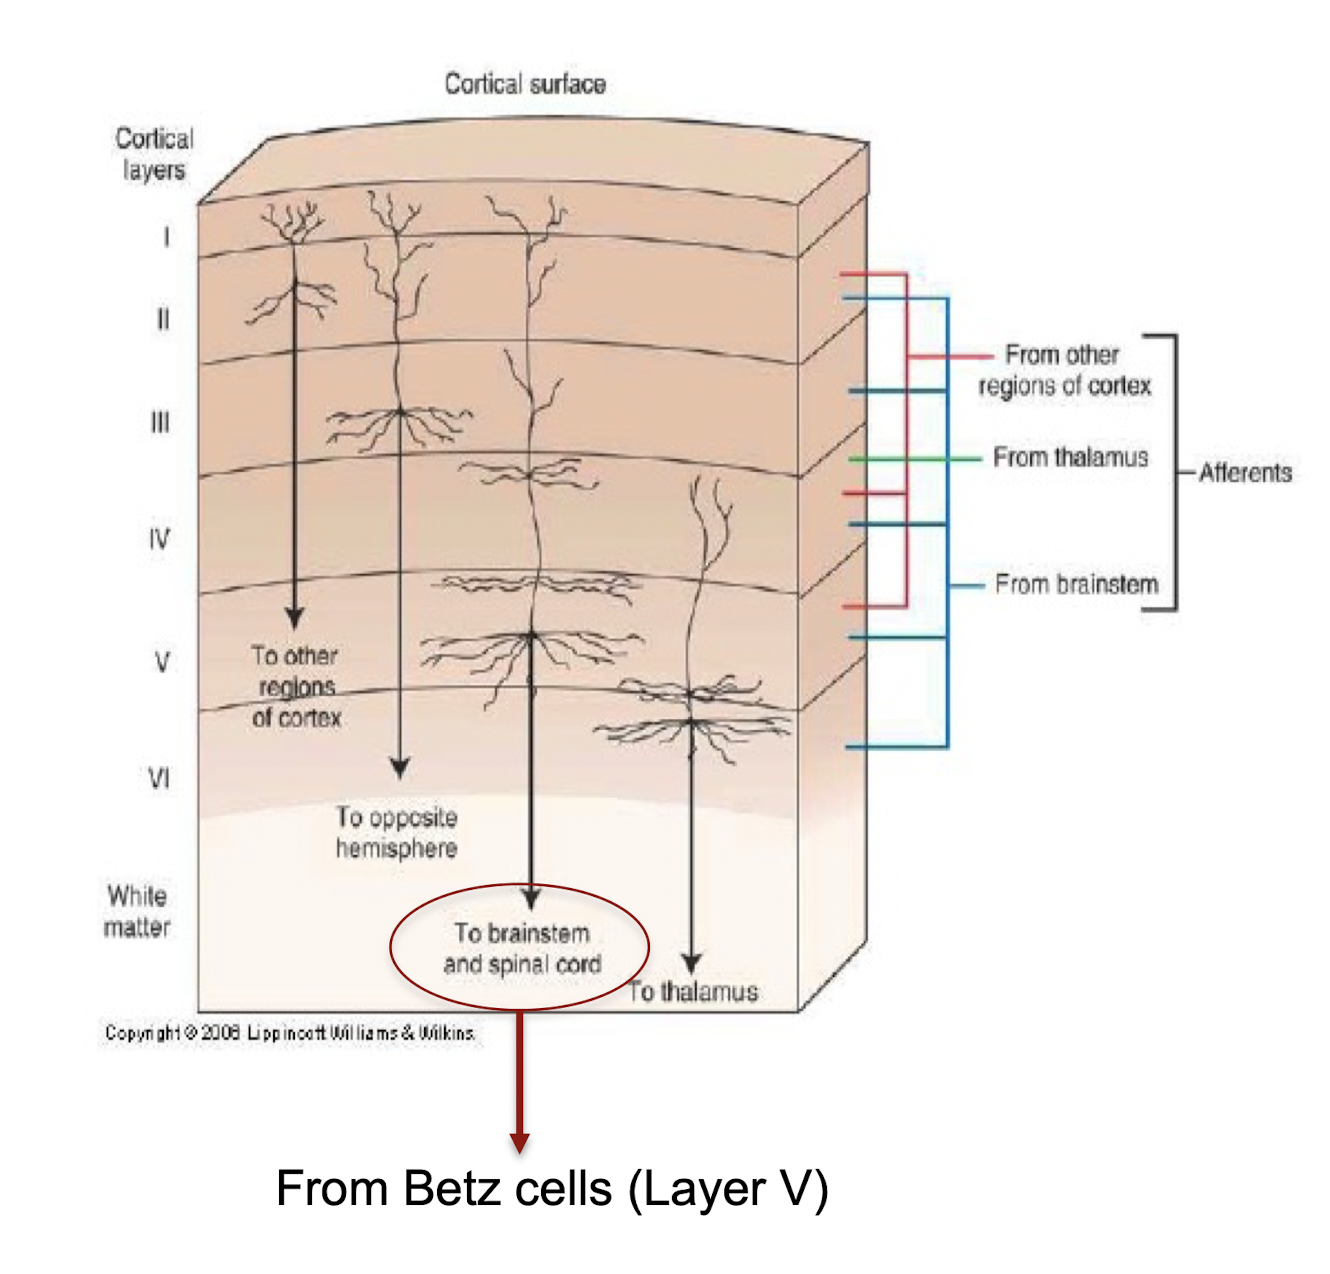 Cortical surface
Cortical
layers
I
II
III
IV
V
VI
White
matter
To other
regions
of cortex
To opposite
hemisphere
To brainstem
and spinal cord
To thalamus
From other
regions of cortex
From thalamus
From brainstem
Afferents
Copyright © 2006 Lippincott Williams & Wilkins.
From Betz cells (Layer V)